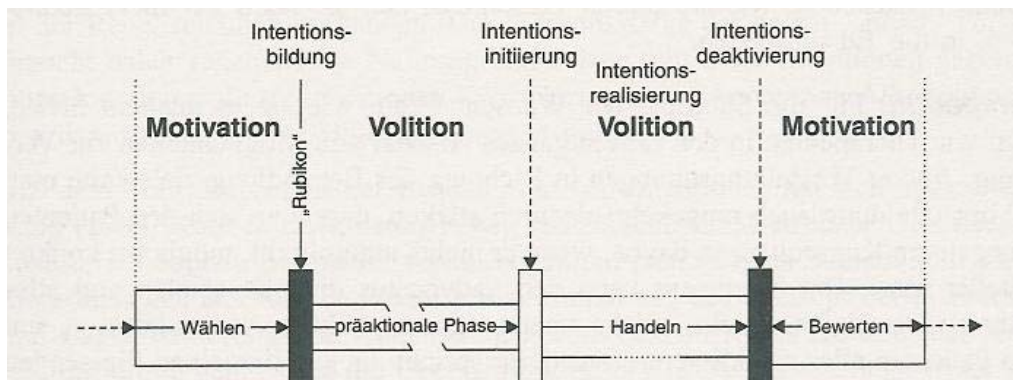 Intentions-
bildung
Intentions-
initiierung
Intentions-
deaktivierung
Intentions-
realisierung
Motivation
Volition
Volition
Motivation
„Rubikon“
Wählen
präaktionale Phase
Handeln
Bewerten